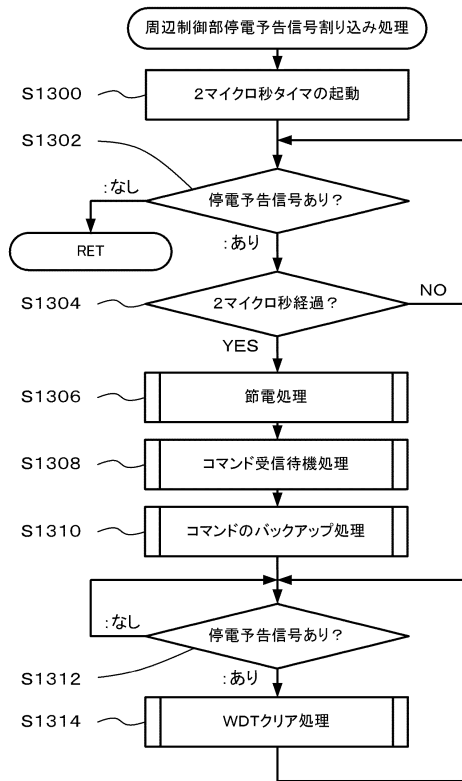 周辺制御部停電予告信号割り込み処理
S1300
2マイクロ秒タイマの起動
S1302
停電予告信号あり？
:なし
RET
:あり
S1304
2マイクロ秒経過？
NO
YES
S1306
節電処理
S1308
コマンド受信待機処理
S1310
コマンドのバックアップ処理
:なし
停電予告信号あり？
S1312
:あり
S1314
WDTクリア処理